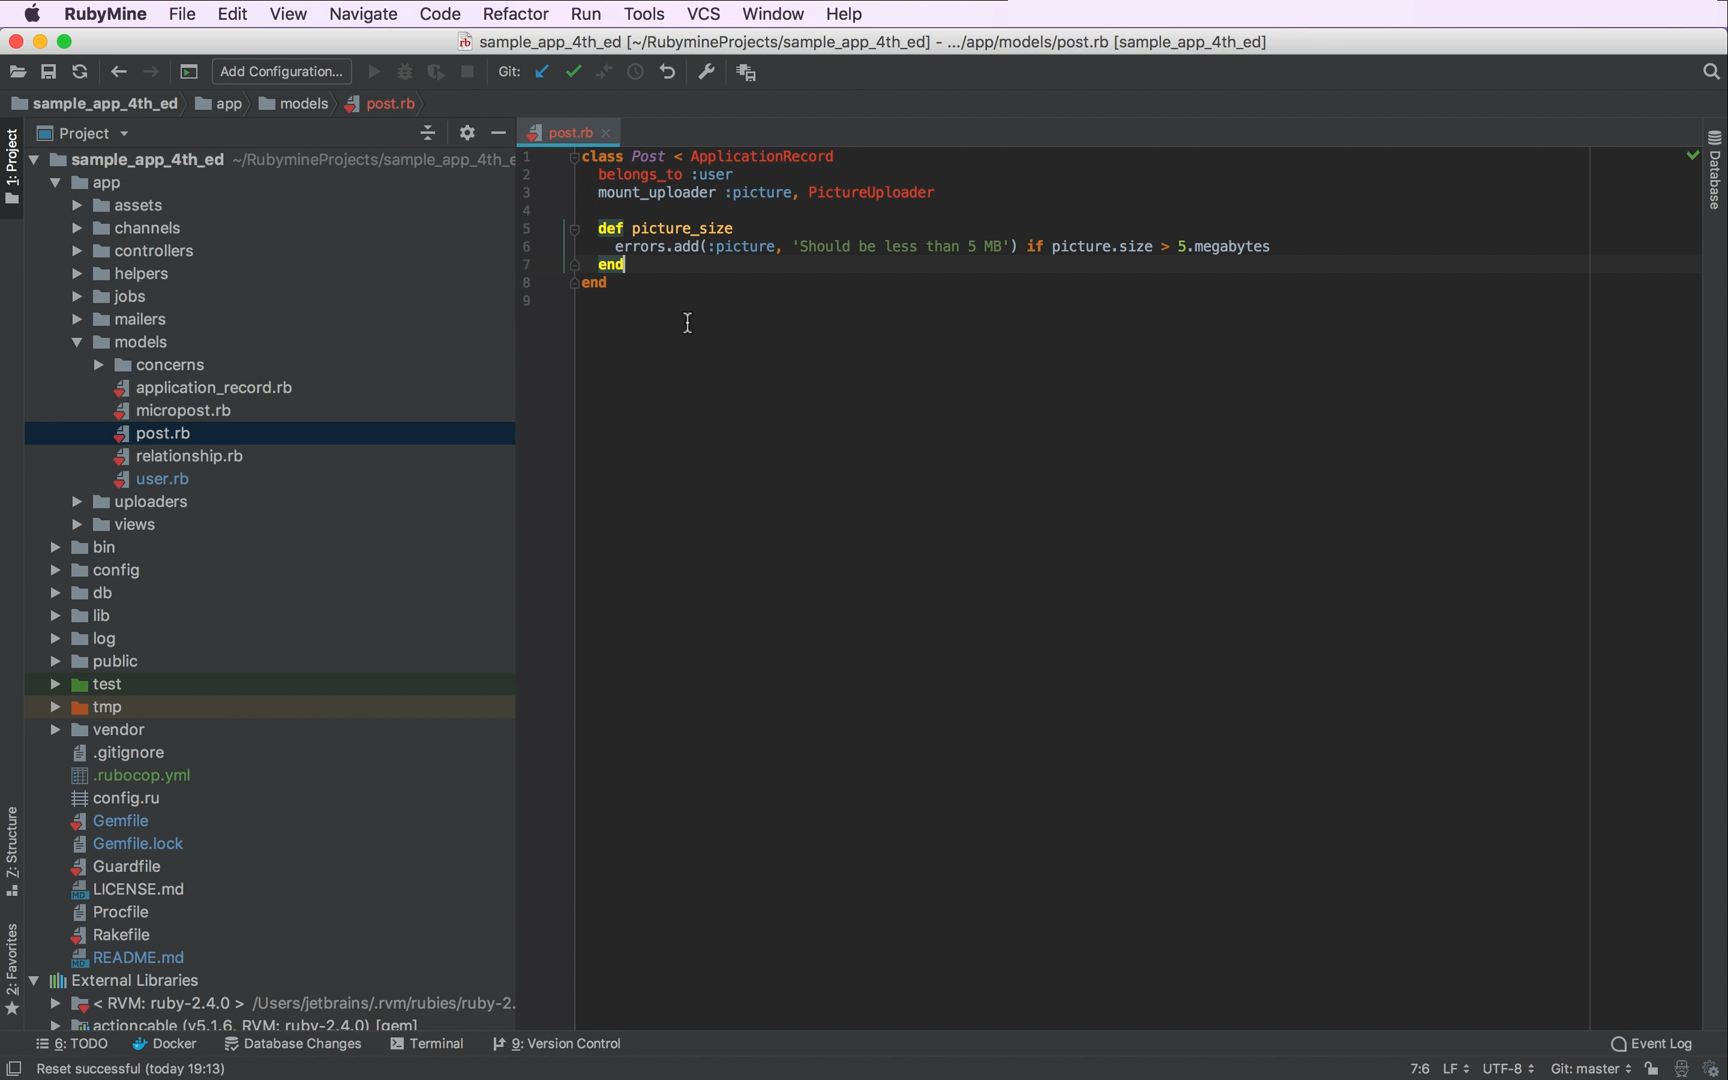 RubyMine File Edit View Navigate Code Refactor Run Tools VCS Window Help
sample_app_4th_ed [~/RubymineProjects/sample_app_4th_ed] - .../app/models/post.rb [sample_app_4th_ed]
Add Configuration... Git:
sample_app_4th_ed app models post.rb
1: Project
Project
post.rb
Database
sample_app_4th_ed ~/RubymineProjects/sample_app_4th_e
app
assets
channels
controllers
helpers
jobs
mailers
models
concerns
application_record.rb
micropost.rb
post.rb
relationship.rb
user.rb
uploaders
views
bin
config
db
lib
log
public
test
tmp
vendor
.gitignore
.rubocop.yml
config.ru
Gemfile
Gemfile.lock
Guardfile
LICENSE.md
Procfile
Rakefile
README.md
External Libraries
< RVM: ruby-2.4.0 > /Users/jetbrains/.rvm/rubies/ruby-2.
actioncable (v5.1.6, RVM: ruby-2.4.0) [gem]
Z: Structure
2: Favorites
1 class Post < ApplicationRecord
2 belongs_to :user
3 mount_uploader :picture, PictureUploader
4
5 def picture_size
6 errors.add(:picture, 'Should be less than 5 MB') if picture.size > 5.megabytes
7 end
8 end
9
6: TODO Docker Database Changes Terminal 9: Version Control Event Log
Reset successful (today 19:13) 7:6 LF UTF-8 Git: master